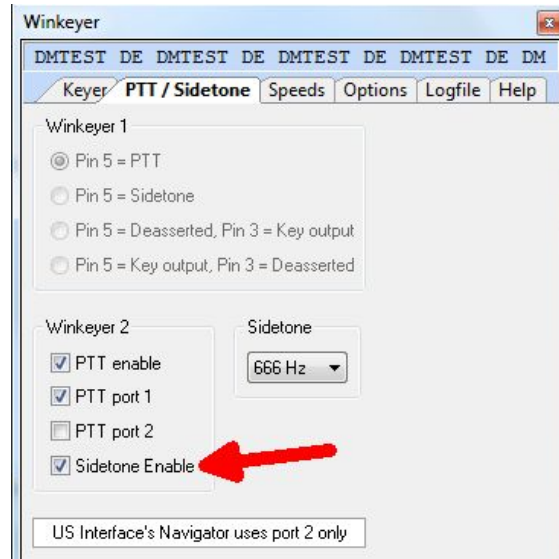 Winkeyer
DMTEST DE DMTEST DE DMTEST DE DMTEST DE DM
Keyer PTT / Sidetone Speeds Options Logfile Help
Winkeyer 1
Pin 5 = PTT
Pin 5 = Sidetone
Pin 5 = Deasserted, Pin 3 = Key output
Pin 5 = Key output, Pin 3 = Deasserted
Winkeyer 2
PTT enable
PTT port 1
PTT port 2
Sidetone Enable
Sidetone
666 Hz
US Interface's Navigator uses port 2 only